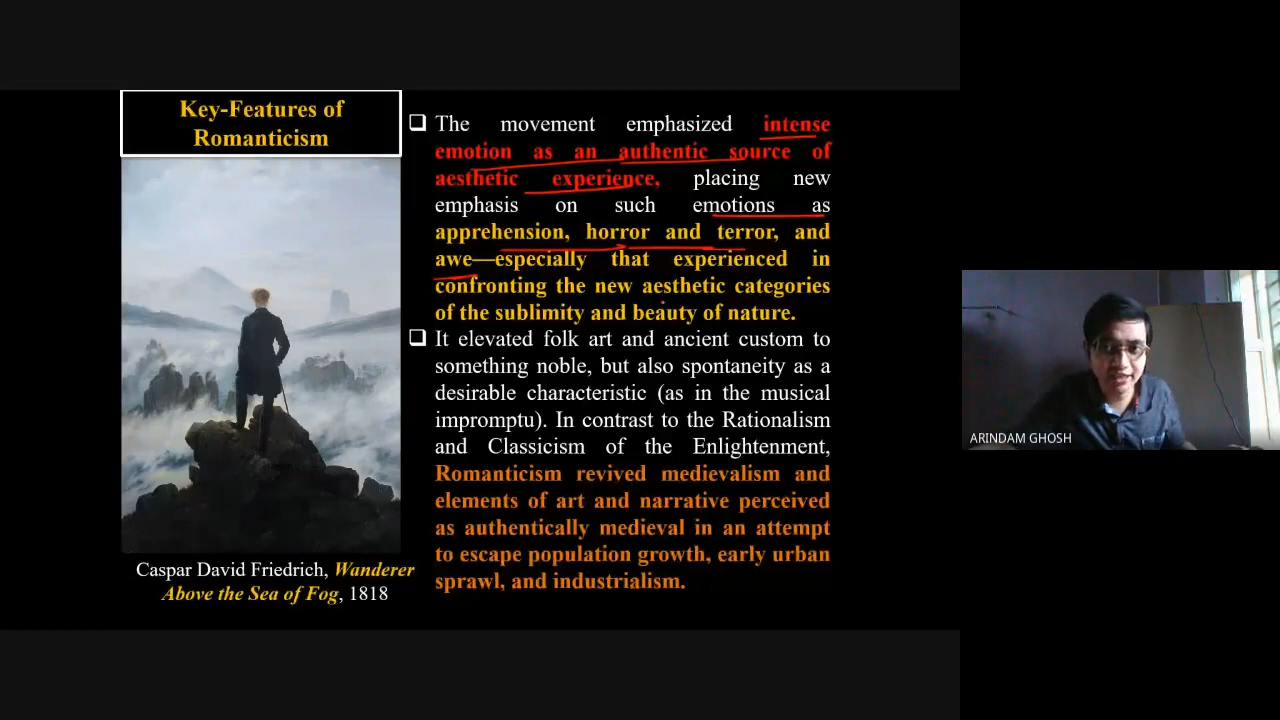 Key-Features of
Romanticism
❑ The movement emphasized intense
emotion as an authentic source of
aesthetic experience, placing new
emphasis on such emotions as
apprehension, horror and terror, and
awe—especially that experienced in
confronting the new aesthetic categories
of the sublimity and beauty of nature.
❑ It elevated folk art and ancient custom to
something noble, but also spontaneity as a
desirable characteristic (as in the musical
impromptu). In contrast to the Rationalism
and Classicism of the Enlightenment,
Romanticism revived medievalism and
elements of art and narrative perceived
as authentically medieval in an attempt
to escape population growth, early urban
sprawl, and industrialism.
Caspar David Friedrich, Wanderer
Above the Sea of Fog, 1818
ARINDAM GHOSH